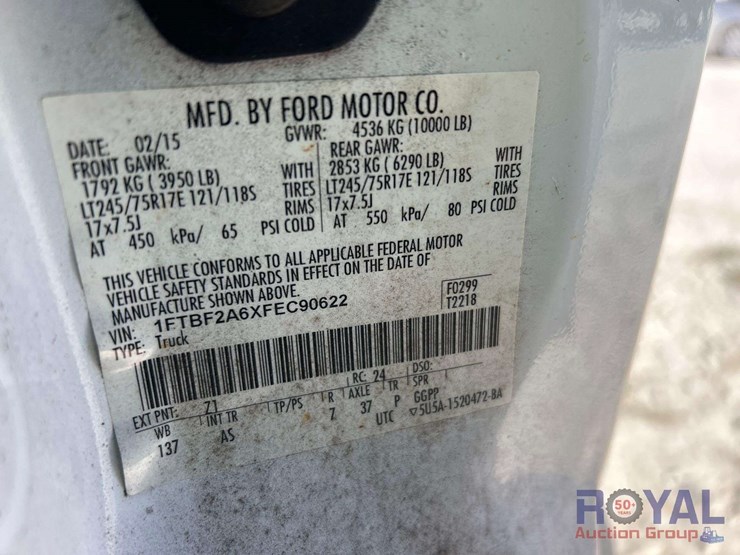 MFD. BY FORD MOTOR CO.
DATE: 02/15 GVWR: 4536 KG (10000 LB)
FRONT GAWR: REAR GAWR:
1792 KG ( 3950 LB) WITH 2853 KG ( 6290 LB) WITH
LT245/75R17E 121/118S TIRES LT245/75R17E 121/118S TIRES
17x7.5J RIMS 17x7.5J RIMS
AT 450 kPa/ 65 PSI COLD AT 550 kPa/ 80 PSI COLD
THIS VEHICLE CONFORMS TO ALL APPLICABLE FEDERAL MOTOR
VEHICLE SAFETY STANDARDS IN EFFECT ON THE DATE OF
MANUFACTURE SHOWN ABOVE.
F0299
T2218
VIN: 1FTBF2A6XFEC90622
TYPE: Truck
EXT PNT: Z1 RC: 24 DSO:
WB INT TR TP/PS R AXLE TR SPR
137 AS 7 37 P GGPP
UTC ▽5U5A-1520472-BA
ROYAL
50+ YEARS
Auction Group